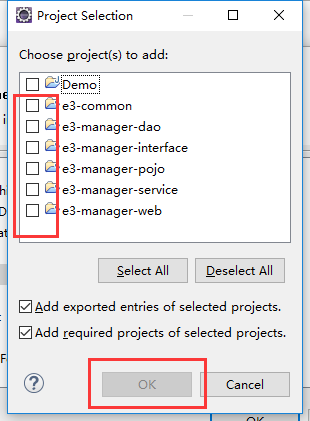 Project Selection
Choose project(s) to add:
Demo
e3-common
e3-manager-dao
e3-manager-interface
e3-manager-pojo
e3-manager-service
e3-manager-web
Select All Deselect All
Add exported entries of selected projects.
Add required projects of selected projects.
OK Cancel